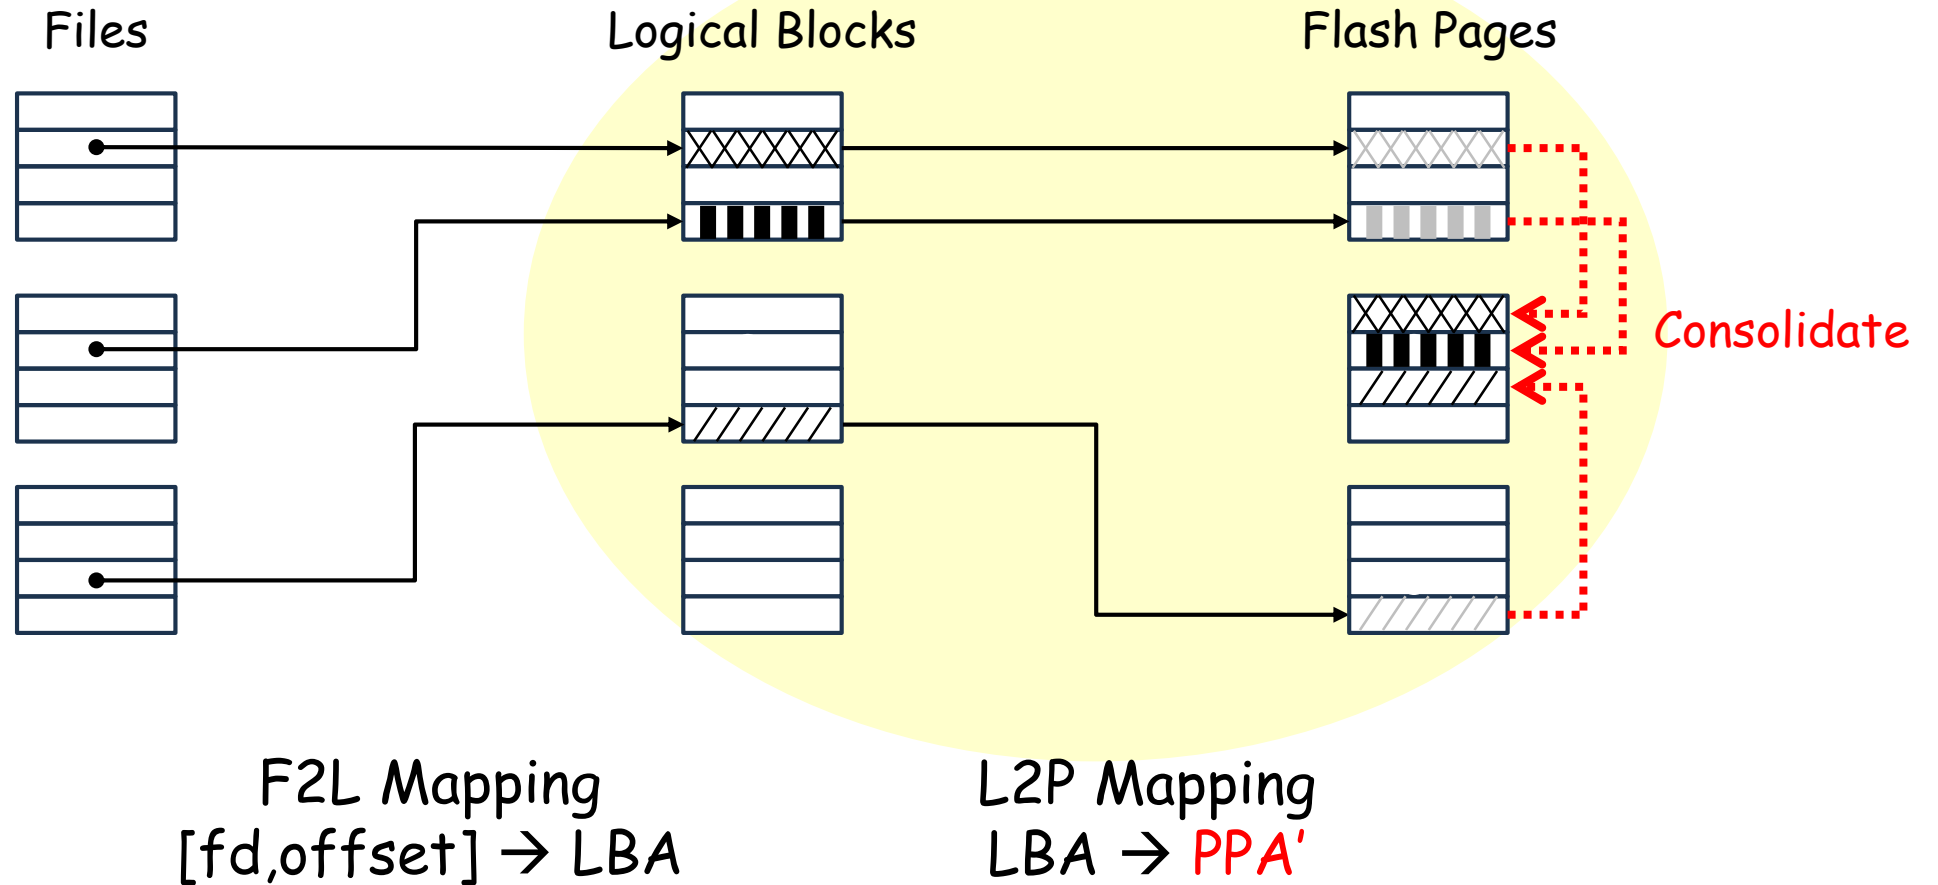 Files
Logical Blocks
Flash Pages
Consolidate
F2L Mapping
[fd,offset] → LBA
L2P Mapping
LBA → PPA'